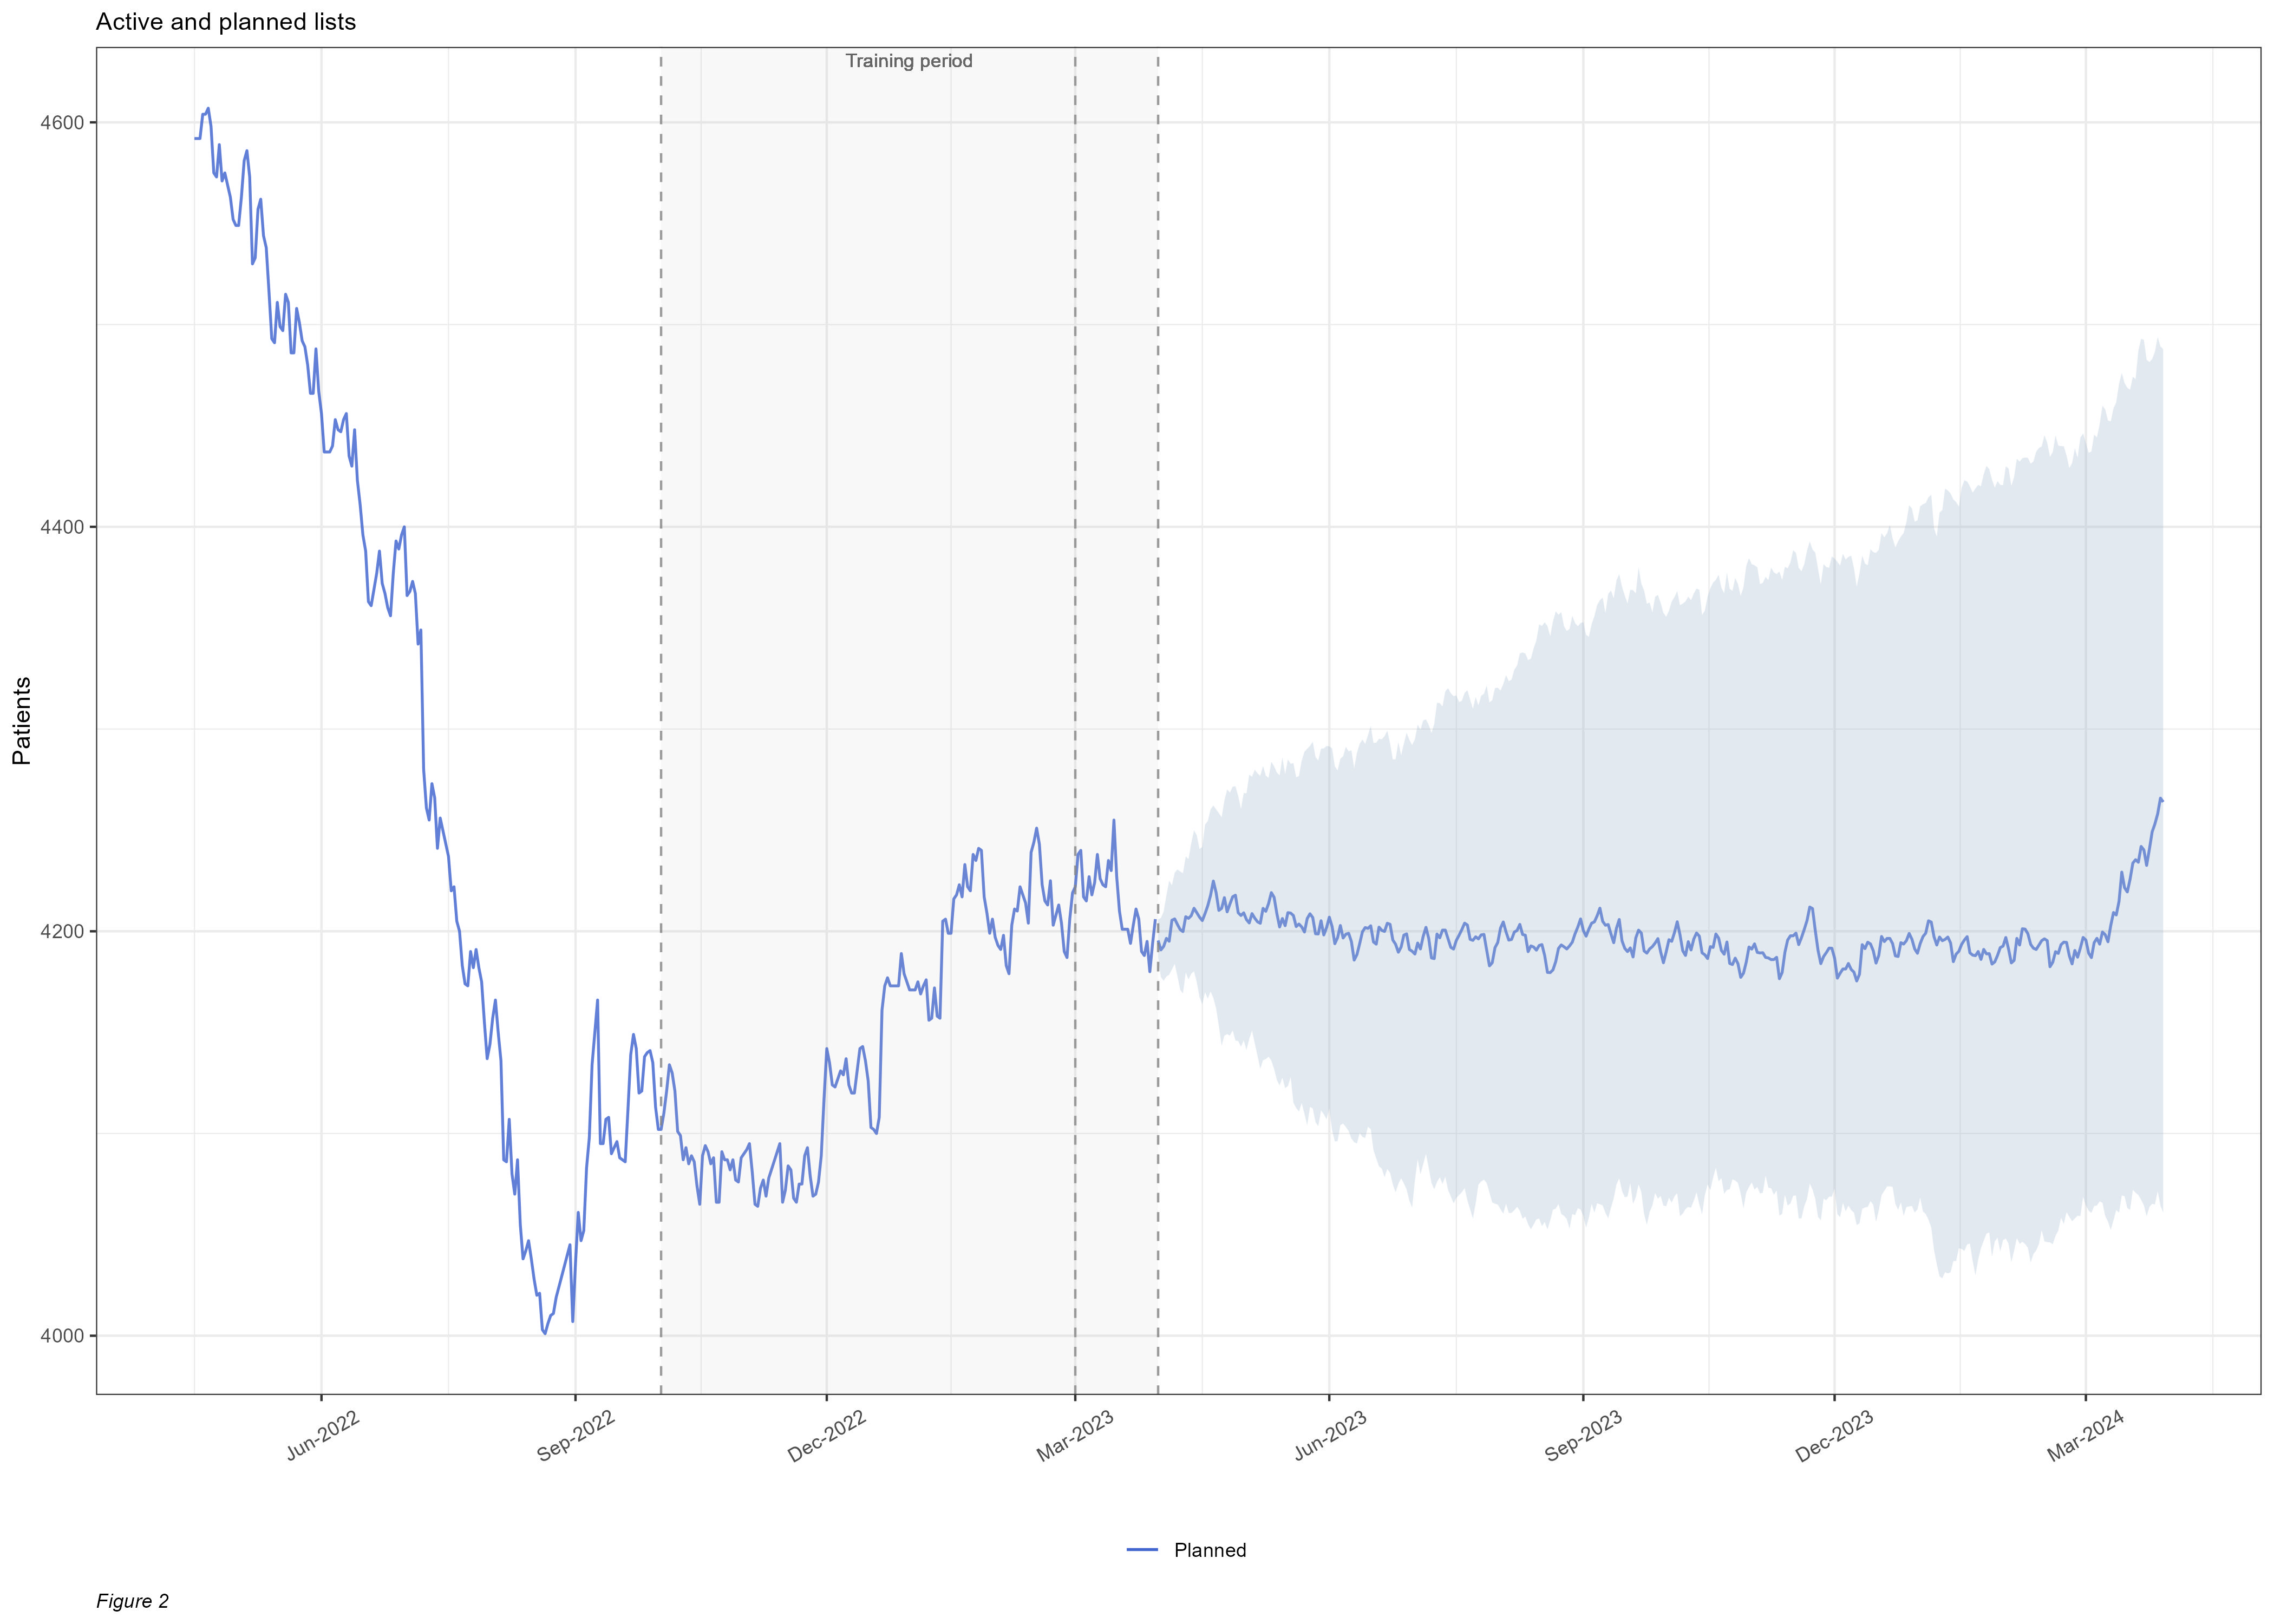 Active and planned lists
Training period
4600
4400
4200
4000
Patients
Jun-2022
Sep-2022
Dec-2022
Mar-2023
Jun-2023
Sep-2023
Dec-2023
Mar-2024
Planned
Figure 2